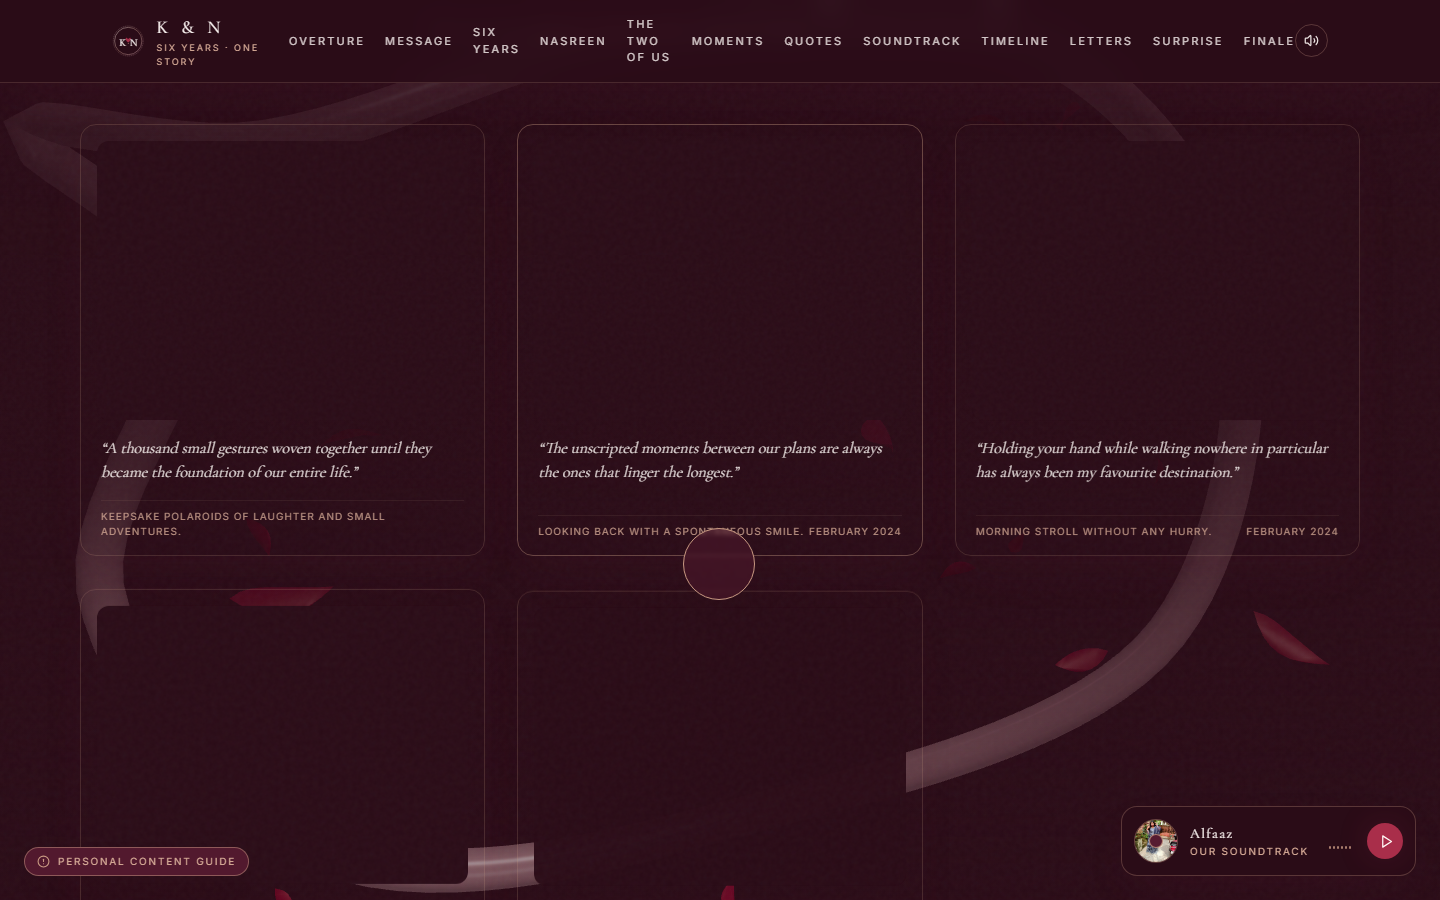 K & N
SIX YEARS · ONE
STORY
OVERTURE
MESSAGE
SIX
YEARS
NASREEN
THE
TWO
OF US
MOMENTS
QUOTES
SOUNDTRACK
TIMELINE
LETTERS
SURPRISE
FINALE
“A thousand small gestures woven together until they
became the foundation of our entire life.”
KEEPSAKE POLAROIDS OF LAUGHTER AND SMALL
ADVENTURES.
“The unscripted moments between our plans are always
the ones that linger the longest.”
LOOKING BACK WITH A SPONTANEOUS SMILE. FEBRUARY 2024
“Holding your hand while walking nowhere in particular
has always been my favourite destination.”
MORNING STROLL WITHOUT ANY HURRY. FEBRUARY 2024
PERSONAL CONTENT GUIDE
Alfaaz
OUR SOUNDTRACK